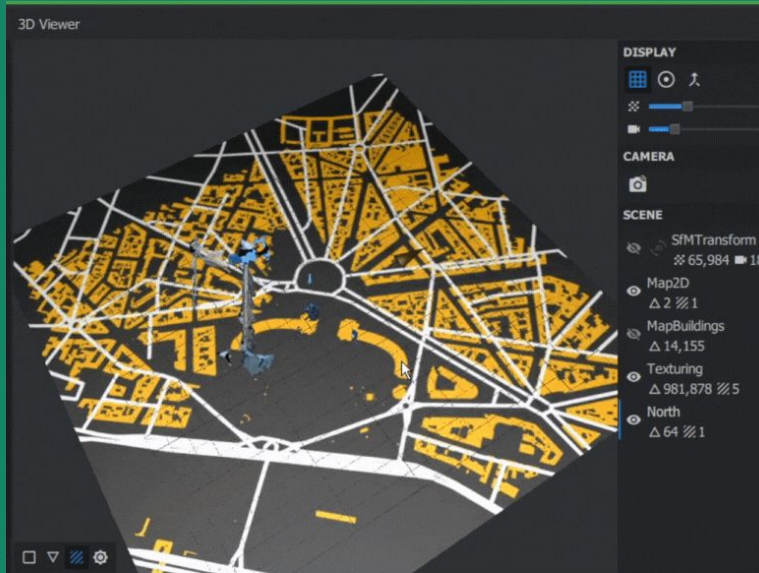 3D Viewer
DISPLAY
CAMERA
SCENE
SfMTransform
65,984 18
Map2D
2 1
MapBuildings
14,155
Texturing
981,878 5
North
64 1